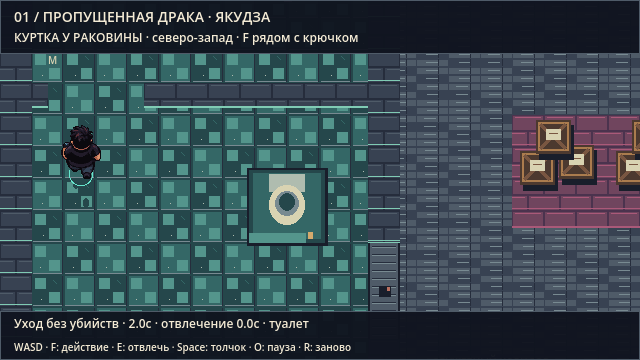 01 / ПРОПУЩЕННАЯ ДРАКА · ЯКУДЗА
КУРТКА У РАКОВИНЫ · северо-запад · F рядом с крючком
М
Уход без убийств · 2.0с · отвлечение 0.0с · туалет
WASD · F: действие · E: отвлечь · Space: толчок · O: пауза · R: заново